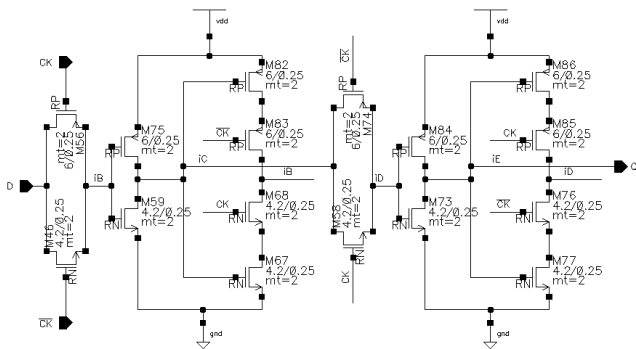 vdd
vdd
CK
CK
RP
mt=2
6/0.25
M56
M82
6/0.25
mt=2
RP
RP
mt=2
6/0.25
M74
M86
6/0.25
mt=2
RP
M75
6/0.25
mt=2
RP
M83
6/0.25
mt=2
CK
RP
M84
6/0.25
mt=2
RP
M85
6/0.25
mt=2
CK
RP
D
iB
iC
iB
iD
iE
iD
Q
M46
4.2/0.25
mt=2
RN
M59
4.2/0.25
mt=2
RN
M68
4.2/0.25
mt=2
CK
RN
M58
4.2/0.25
mt=2
RN
M73
4.2/0.25
mt=2
RN
M76
4.2/0.25
mt=2
CK
RN
M67
4.2/0.25
mt=2
RN
CK
M77
4.2/0.25
mt=2
RN
CK
gnd
gnd